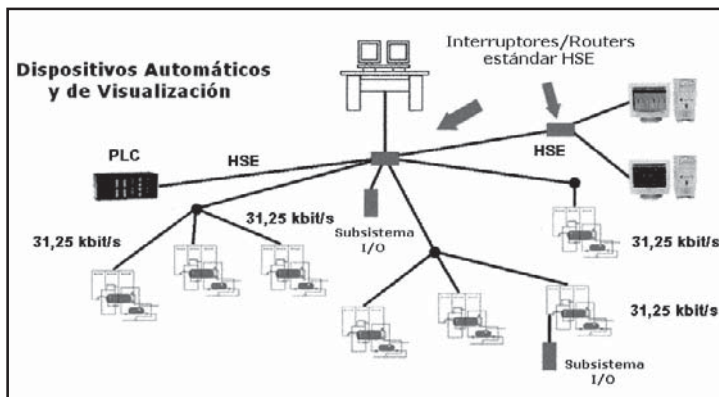 Interruptores/Routers
estándar HSE
Dispositivos Automáticos
y de Visualización
PLC
HSE
HSE
31,25 kbit/s
31,25 kbit/s
Subsistema
I/O
31,25 kbit/s
31,25 kbit/s
Subsistema
I/O